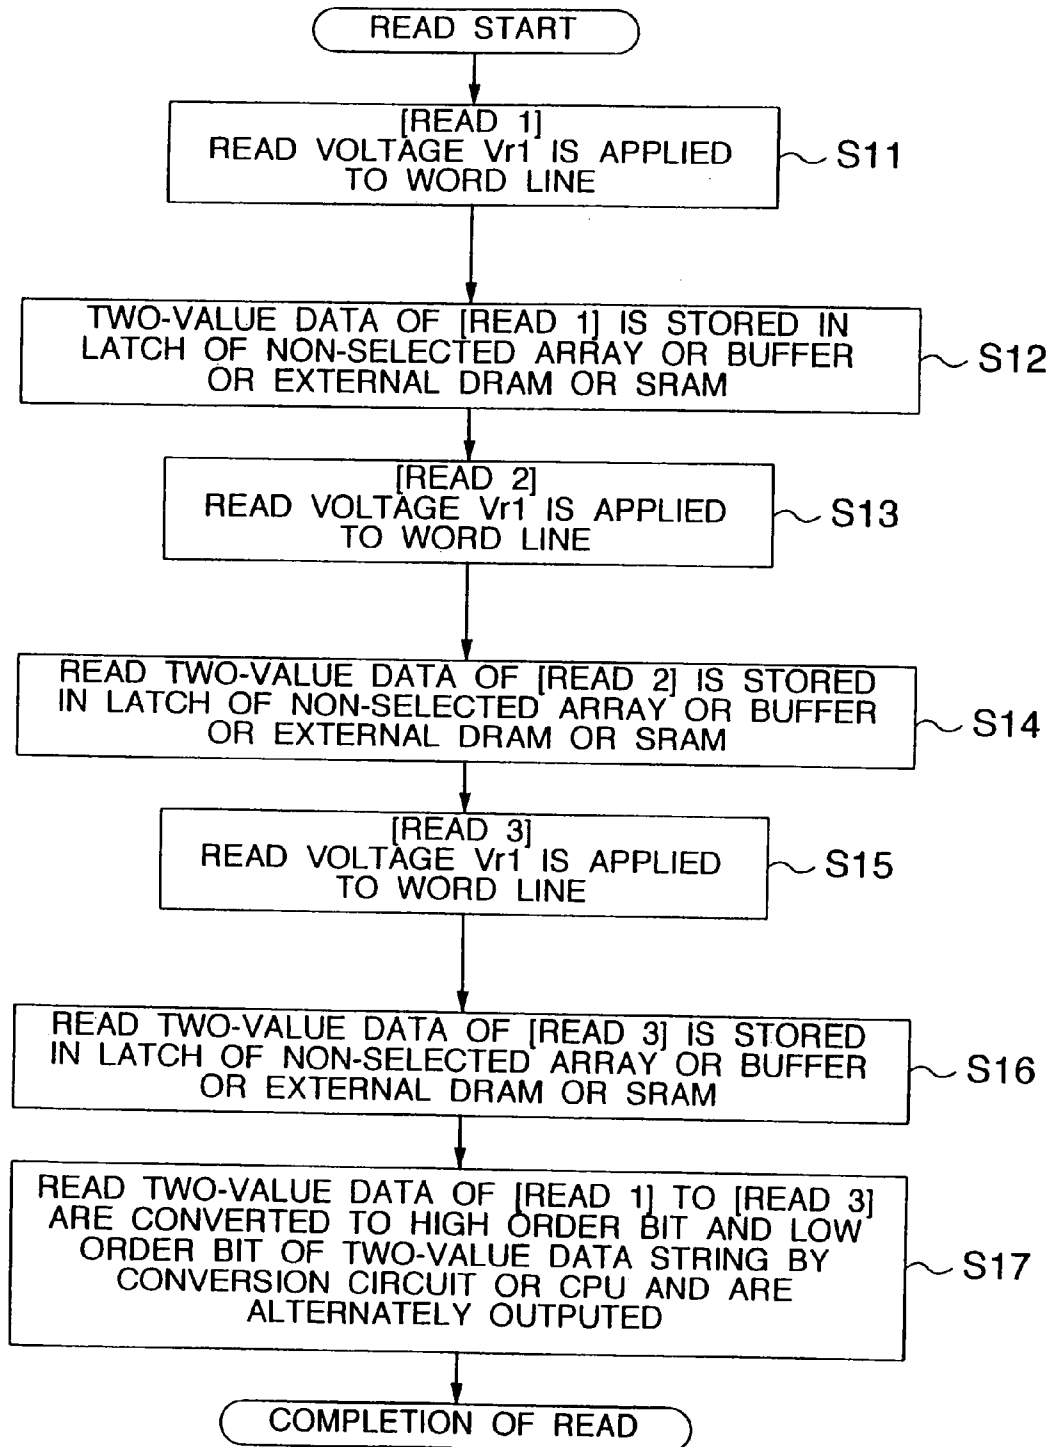 READ START
[READ 1]
READ VOLTAGE Vr1 IS APPLIED
TO WORD LINE
S11
TWO-VALUE DATA OF [READ 1] IS STORED IN
LATCH OF NON-SELECTED ARRAY OR BUFFER
OR EXTERNAL DRAM OR SRAM
S12
[READ 2]
READ VOLTAGE Vr1 IS APPLIED
TO WORD LINE
S13
READ TWO-VALUE DATA OF [READ 2] IS STORED
IN LATCH OF NON-SELECTED ARRAY OR BUFFER
OR EXTERNAL DRAM OR SRAM
S14
[READ 3]
READ VOLTAGE Vr1 IS APPLIED
TO WORD LINE
S15
READ TWO-VALUE DATA OF [READ 3] IS STORED
IN LATCH OF NON-SELECTED ARRAY OR BUFFER
OR EXTERNAL DRAM OR SRAM
S16
READ TWO-VALUE DATA OF [READ 1] TO [READ 3]
ARE CONVERTED TO HIGH ORDER BIT AND LOW
ORDER BIT OF TWO-VALUE DATA STRING BY
CONVERSION CIRCUIT OR CPU AND ARE
ALTERNATELY OUTPUTED
S17
COMPLETION OF READ